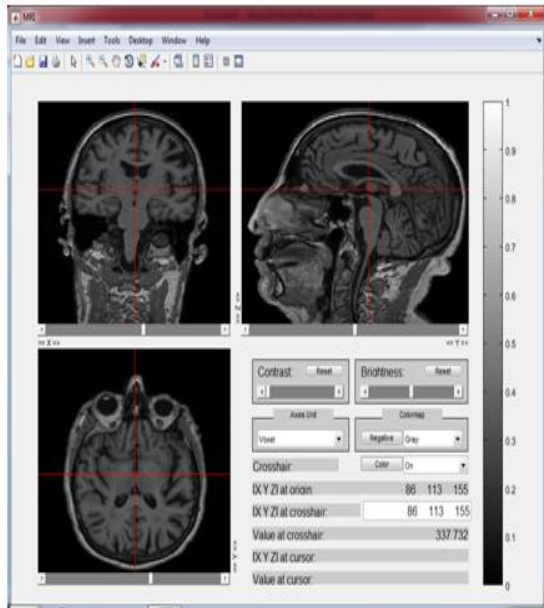 MRI
File Edit View Insert Tools Desktop Window Help
1
0.9
0.8
0.7
0.6
0.5
0.4
0.3
0.2
0.1
0
<< Z >>
<< X >>
<< Y >>
<< Y >>
Contrast: Reset
Brightness: Reset
Axes Unit
Voxel
Colormap
Negative Gray
Crosshair: Color On
[X Y Z] at origin: 86 113 155
[X Y Z] at crosshair: 86 113 155
Value at crosshair: 337.732
[X Y Z] at cursor:
Value at cursor: